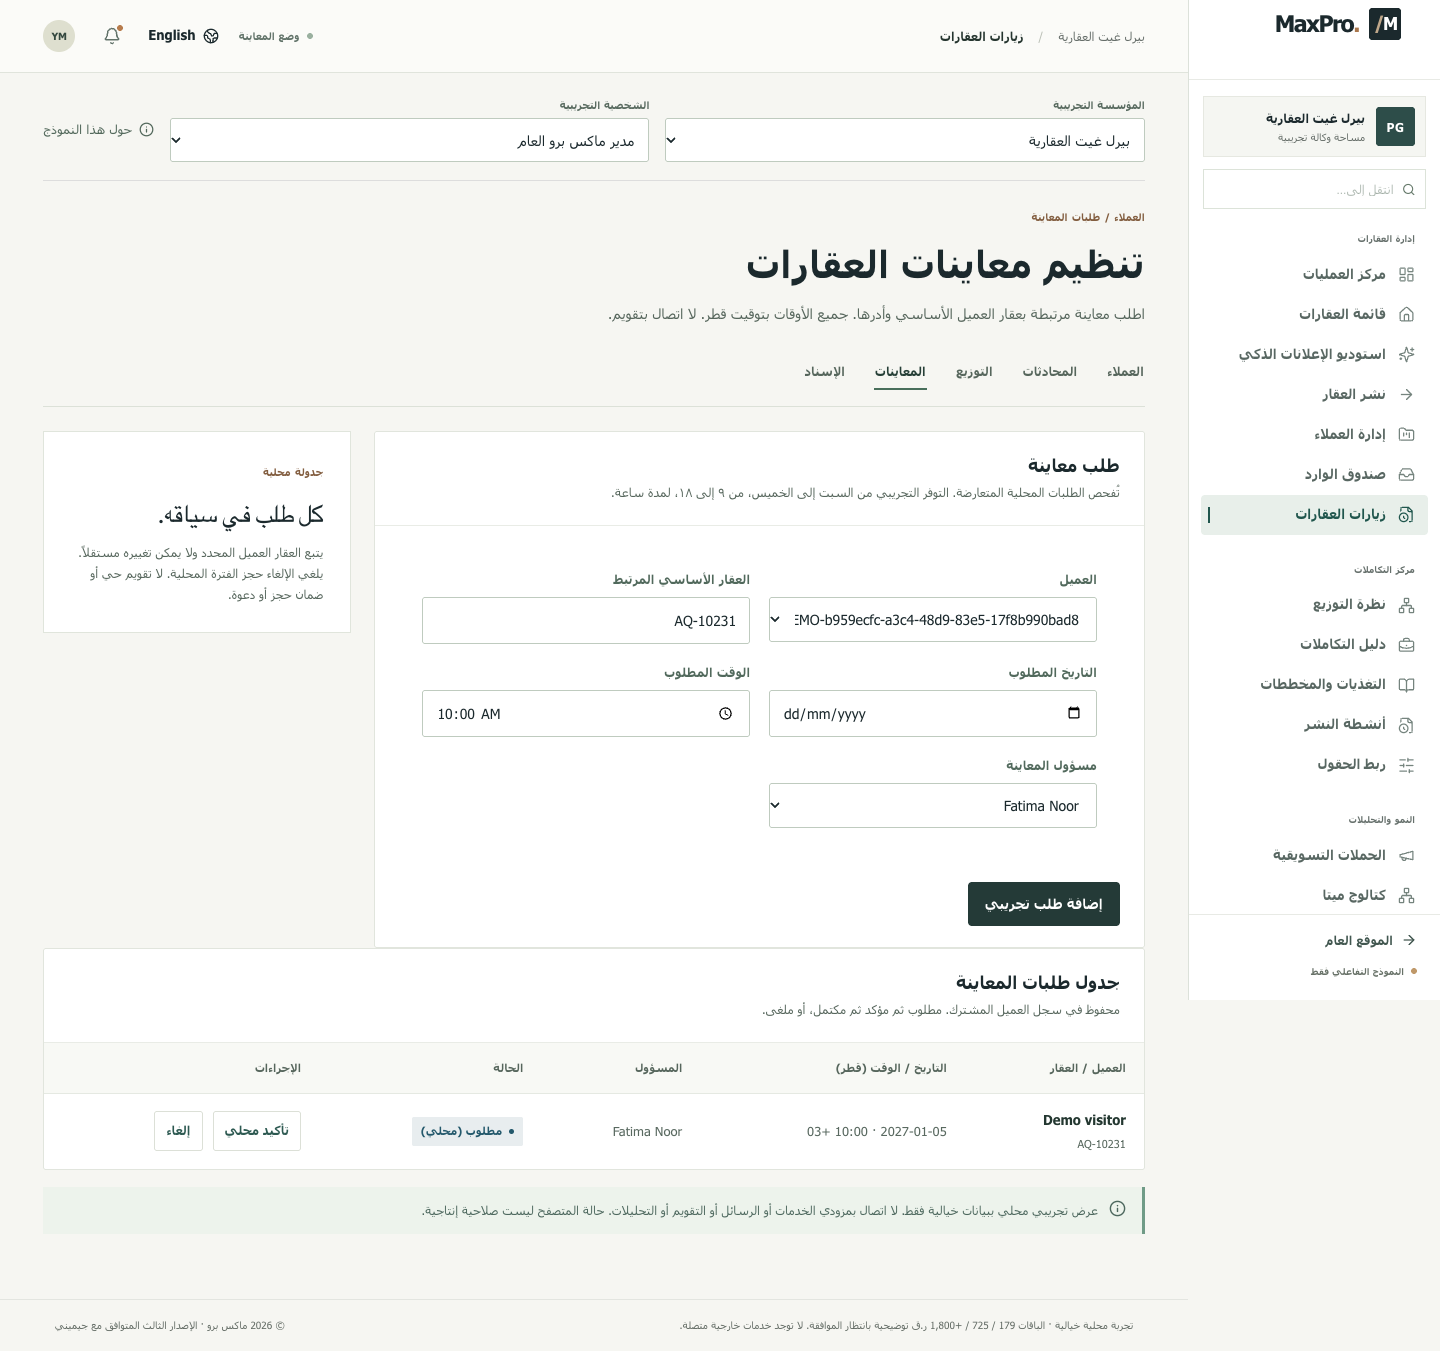 /M MaxPro.
PG
بيرل غيت العقارية
مساحة وكالة تجريبية
انتقل إلى...
إدارة العقارات
مركز العمليات
قائمة العقارات
استوديو الإعلانات الذكي
نشر العقار
إدارة العملاء
صندوق الوارد
زيارات العقارات
مركز التكاملات
نظرة التوزيع
دليل التكاملات
التغذيات والمخططات
أنشطة النشر
ربط الحقول
النمو والتحليلات
الحملات التسويقية
كتالوج ميتا
الموقع العام
النموذج التفاعلي فقط
بيرل غيت العقارية / زيارات العقارات
وضع المعاينة
English
YM
المؤسسة التجريبية
بيرل غيت العقارية
الشخصية التجريبية
مدير ماكس برو العام
حول هذا النموذج
العملاء / طلبات المعاينة
تنظيم معاينات العقارات
اطلب معاينة مرتبطة بعقار العميل الأساسي وأدرها. جميع الأوقات بتوقيت قطر. لا اتصال بتقويم.
العملاء
المحادثات
التوزيع
المعاينات
الإسناد
طلب معاينة
تُفحص الطلبات المحلية المتعارضة. التوفر التجريبي من السبت إلى الخميس، من ٩ إلى ١٨، لمدة ساعة.
العميل
EMO-b959ecfc-a3c4-48d9-83e5-17f8b990bad8
العقار الأساسي المرتبط
AQ-10231
التاريخ المطلوب
dd/mm/yyyy
الوقت المطلوب
10:00 AM
مسؤول المعاينة
Fatima Noor
إضافة طلب تجريبي
جدولة محلية
كل طلب في سياقه.
يتبع العقار العميل المحدد ولا يمكن تغييره مستقلاً.
يلغي الإلغاء حجز الفترة المحلية. لا تقويم حي أو
ضمان حجز أو دعوة.
جدول طلبات المعاينة
محفوظ في سجل العميل المشترك. مطلوب ثم مؤكد ثم مكتمل، أو ملغى.
العميل / العقار
التاريخ / الوقت (قطر)
المسؤول
الحالة
الإجراءات
Demo visitor
AQ-10231
2027-01-05 · 10:00 +03
Fatima Noor
مطلوب (محلي)
تأكيد محلي
إلغاء
عرض تجريبي محلي ببيانات خيالية فقط. لا اتصال بمزودي الخدمات أو الرسائل أو التقويم أو التحليلات. حالة المتصفح ليست صلاحية إنتاجية.
تجربة محلية خيالية · الباقات 179 / 725 / +1,800 ر.ق توضيحية بانتظار الموافقة. لا توجد خدمات خارجية متصلة.
© 2026 ماكس برو · الإصدار الثالث المتوافق مع جيميني